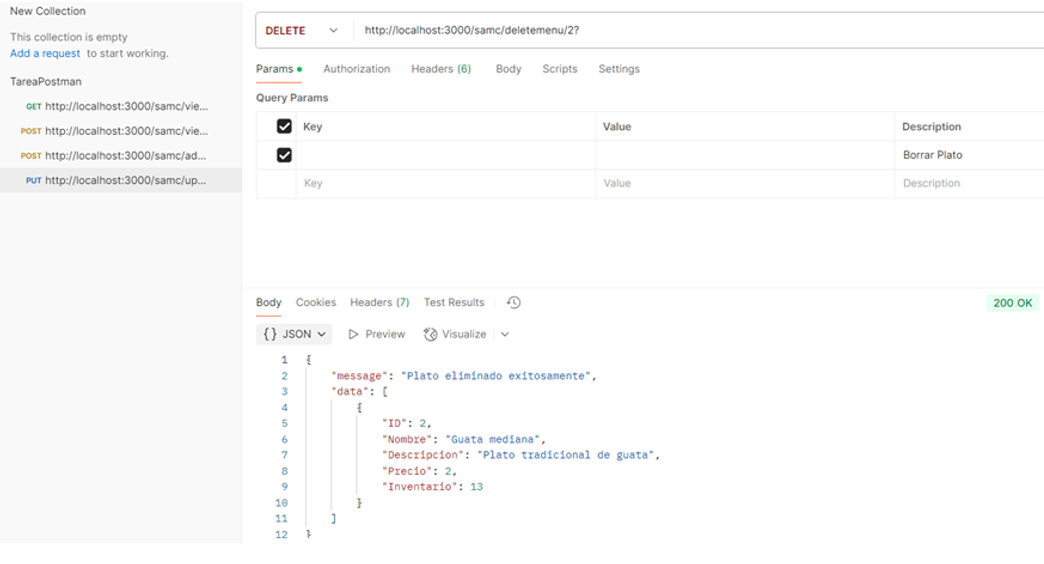 New Collection
This collection is empty
Add a request to start working.
TareaPostman
GET http://localhost:3000/samc/vie...
POST http://localhost:3000/samc/vie...
POST http://localhost:3000/samc/ad...
PUT http://localhost:3000/samc/up...
DELETE http://localhost:3000/samc/deletemenu/2?
Params Authorization Headers (6) Body Scripts Settings
Query Params
Key Value Description
Borrar Plato
Key Value Description
Body Cookies Headers (7) Test Results 200 OK
{} JSON Preview Visualize
1 {
2 "message": "Plato eliminado exitosamente",
3 "data": [
4 {
5 "ID": 2,
6 "Nombre": "Guata mediana",
7 "Descripcion": "Plato tradicional de guata",
8 "Precio": 2,
9 "Inventario": 13
10 }
11 ]
12 }